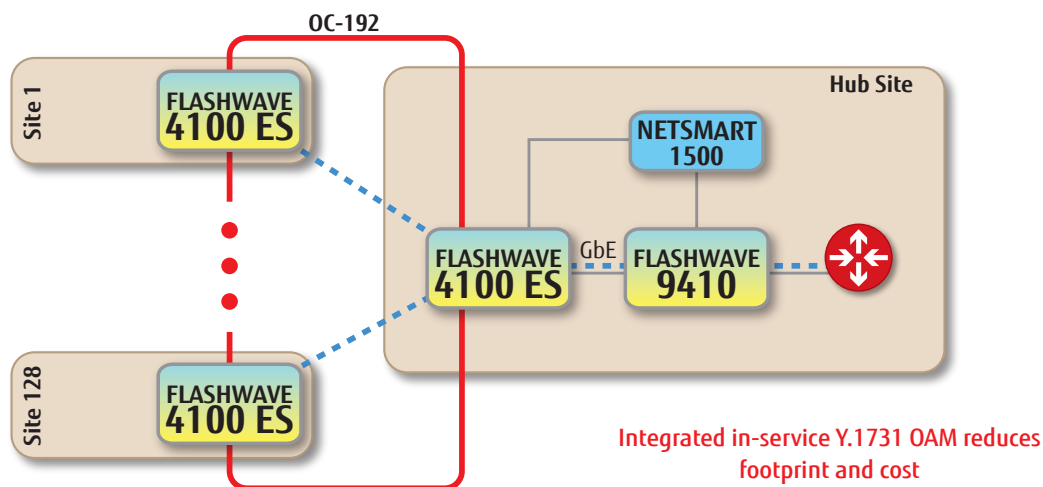 OC-192
Site 1
FLASHWAVE
4100 ES
Hub Site
NETSMART
1500
FLASHWAVE
4100 ES
GbE
FLASHWAVE
9410
Site 128
FLASHWAVE
4100 ES
Integrated in-service Y.1731 OAM reduces
footprint and cost